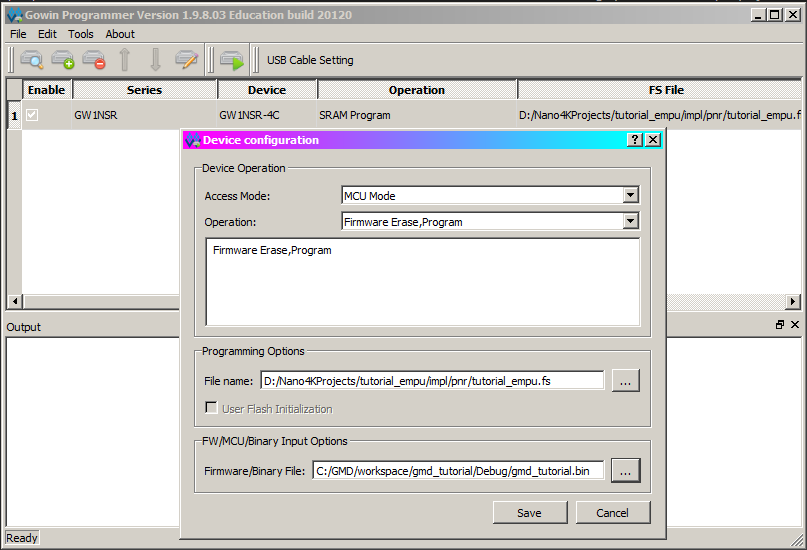 Gowin Programmer Version 1.9.8.03 Education build 20120
File Edit Tools About
USB Cable Setting
Enable Series Device Operation FS File
1 GW1NSR GW1NSR-4C SRAM Program D:/Nano4KProjects/tutorial_empu/impl/pnr/tutorial_empu.f
Device configuration
Device Operation
Access Mode: MCU Mode
Operation: Firmware Erase,Program
Firmware Erase,Program
Output
Programming Options
File name: D:/Nano4KProjects/tutorial_empu/impl/pnr/tutorial_empu.fs ...
User Flash Initialization
FW/MCU/Binary Input Options
Firmware/Binary File: C:/GMD/workspace/gmd_tutorial/Debug/gmd_tutorial.bin ...
Save Cancel
Ready